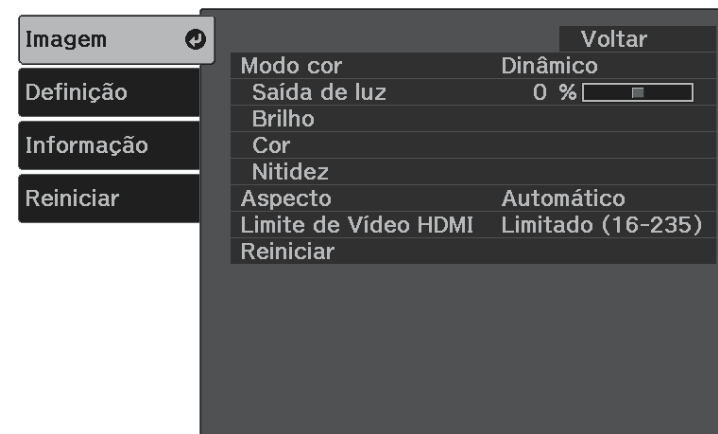 Imagem
Definição
Informação
Reiniciar
Voltar
Modo cor Dinâmico
Saída de luz 0 %
Brilho
Cor
Nitidez
Aspecto Automático
Limite de Vídeo HDMI Limitado (16-235)
Reiniciar